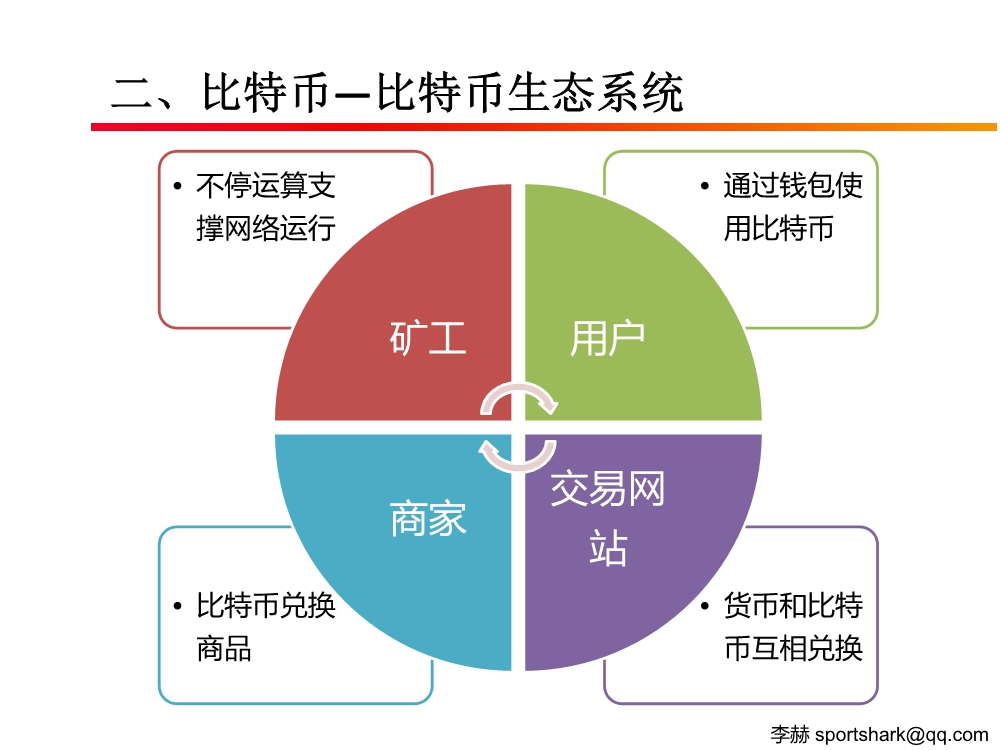 二、比特币—比特币生态系统
• 不停运算支
撑网络运行
• 通过钱包使
用比特币
矿工
用户
商家
交易网
站
• 比特币兑换
商品
• 货币和比特
币互相兑换
李赫 sportshark@qq.com